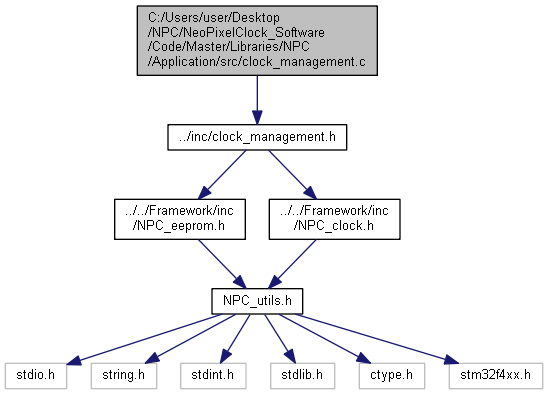 C:/Users/user/Desktop
/NPC/NeoPixelClock_Software
/Code/Master/Libraries/NPC
/Application/src/clock_management.c
../inc/clock_management.h
../../Framework/inc
/NPC_eeprom.h
../../Framework/inc
/NPC_clock.h
NPC_utils.h
stdio.h
string.h
stdint.h
stdlib.h
ctype.h
stm32f4xx.h